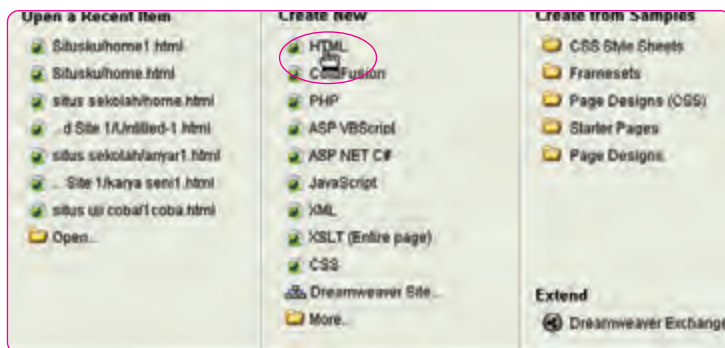 Open a Recent Item
Situsku/home1.html
Situsku/home.html
situs sekolah/home.html
...d Site 1/Untitled-1.html
situs sekolah/anyar1.html
... Site 1/karya seni1.html
situs uji coba/1coba.html
Open...
Create New
HTML
ColdFusion
PHP
ASP VBScript
ASP NET C#
JavaScript
XML
XSLT (Entire page)
CSS
Dreamweaver Site...
More...
Create from Samples
CSS Style Sheets
Framesets
Page Designs (CSS)
Starter Pages
Page Designs
Extend
Dreamweaver Exchange